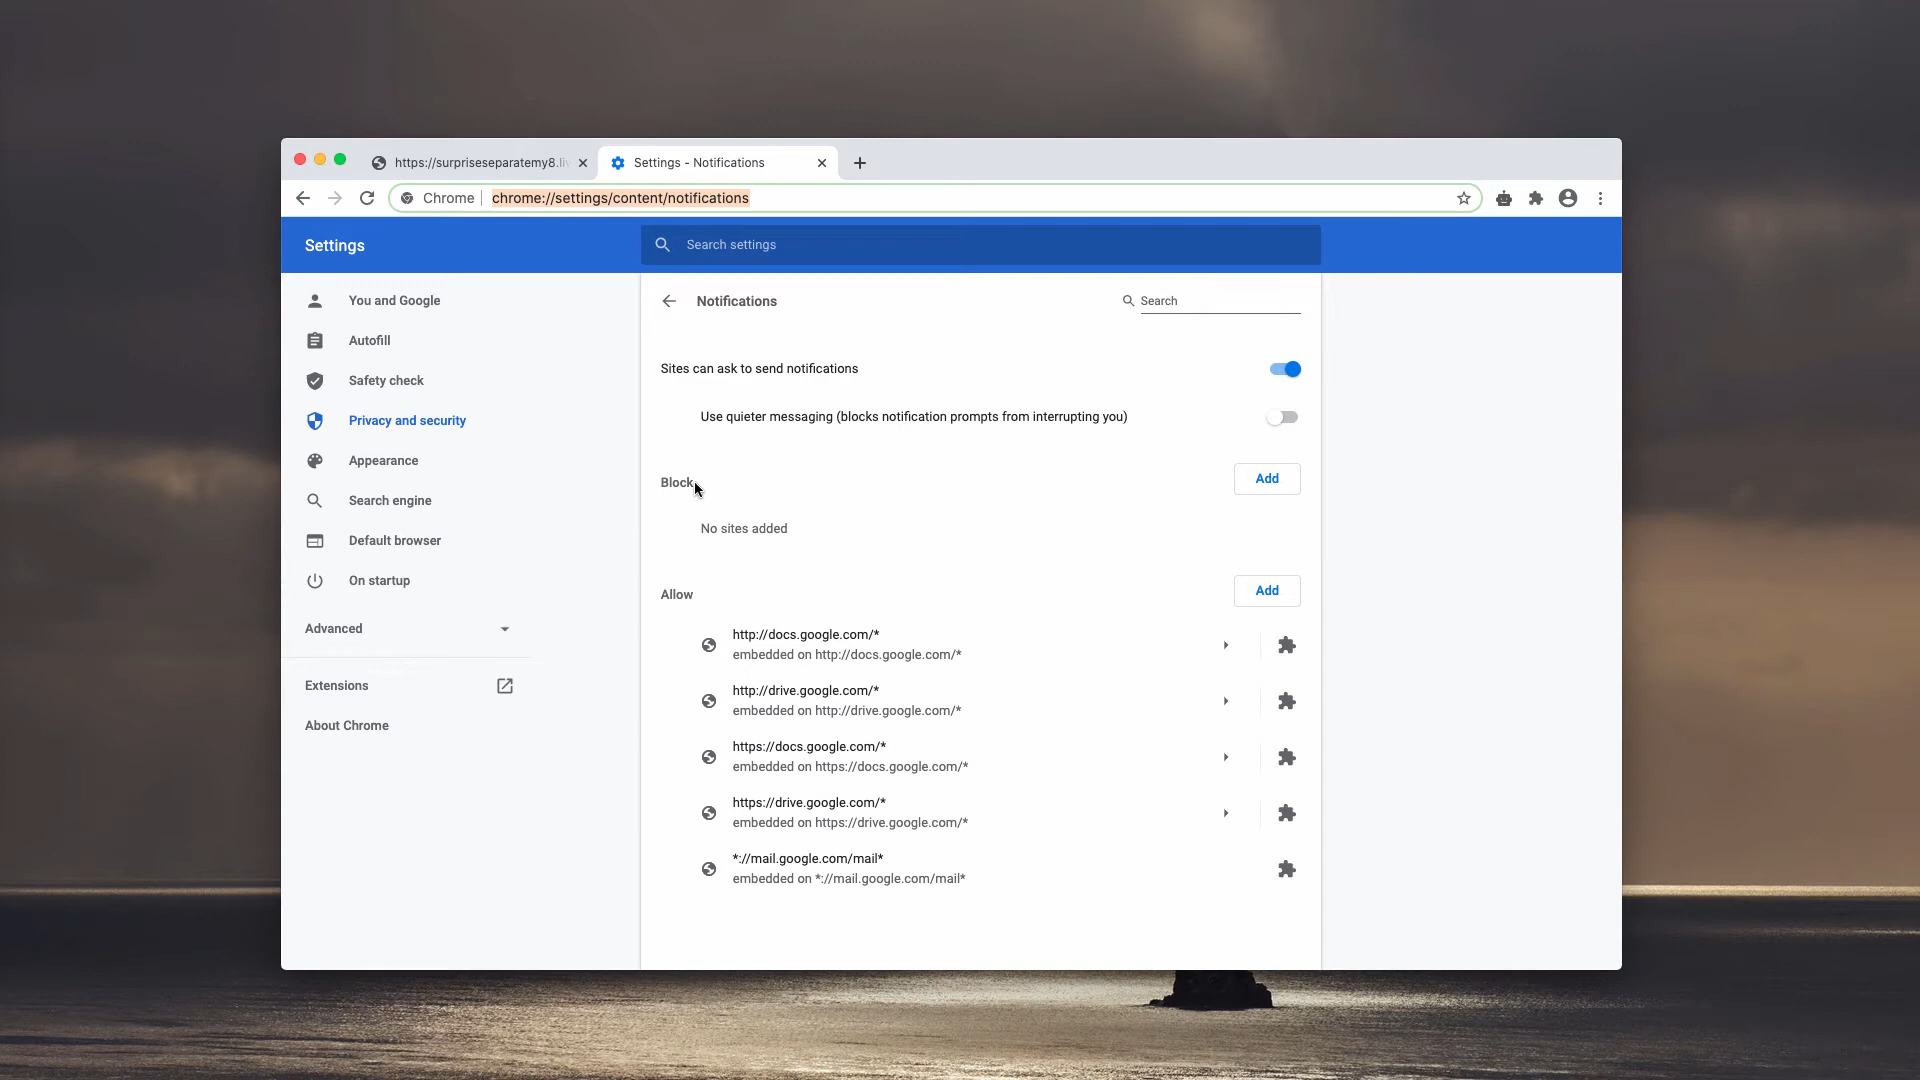 https://surpriseseparatemy8.li
Settings - Notifications
Chrome
chrome://settings/content/notifications
Settings
Search settings
You and Google
Autofill
Safety check
Privacy and security
Appearance
Search engine
Default browser
On startup
Advanced
Extensions
About Chrome
Notifications
Search
Sites can ask to send notifications
Use quieter messaging (blocks notification prompts from interrupting you)
Block
Add
No sites added
Allow
Add
http://docs.google.com/*
embedded on http://docs.google.com/*
http://drive.google.com/*
embedded on http://drive.google.com/*
https://docs.google.com/*
embedded on https://docs.google.com/*
https://drive.google.com/*
embedded on https://drive.google.com/*
*://mail.google.com/mail*
embedded on *://mail.google.com/mail*